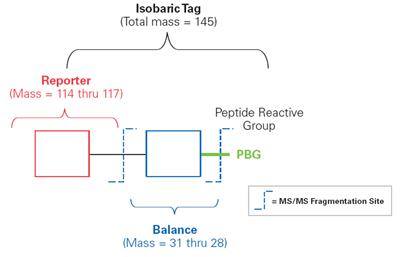 Isobaric Tag
(Total mass = 145)
Reporter
(Mass = 114 thru 117)
Peptide Reactive
Group
PBG
= MS/MS Fragmentation Site
Balance
(Mass = 31 thru 28)